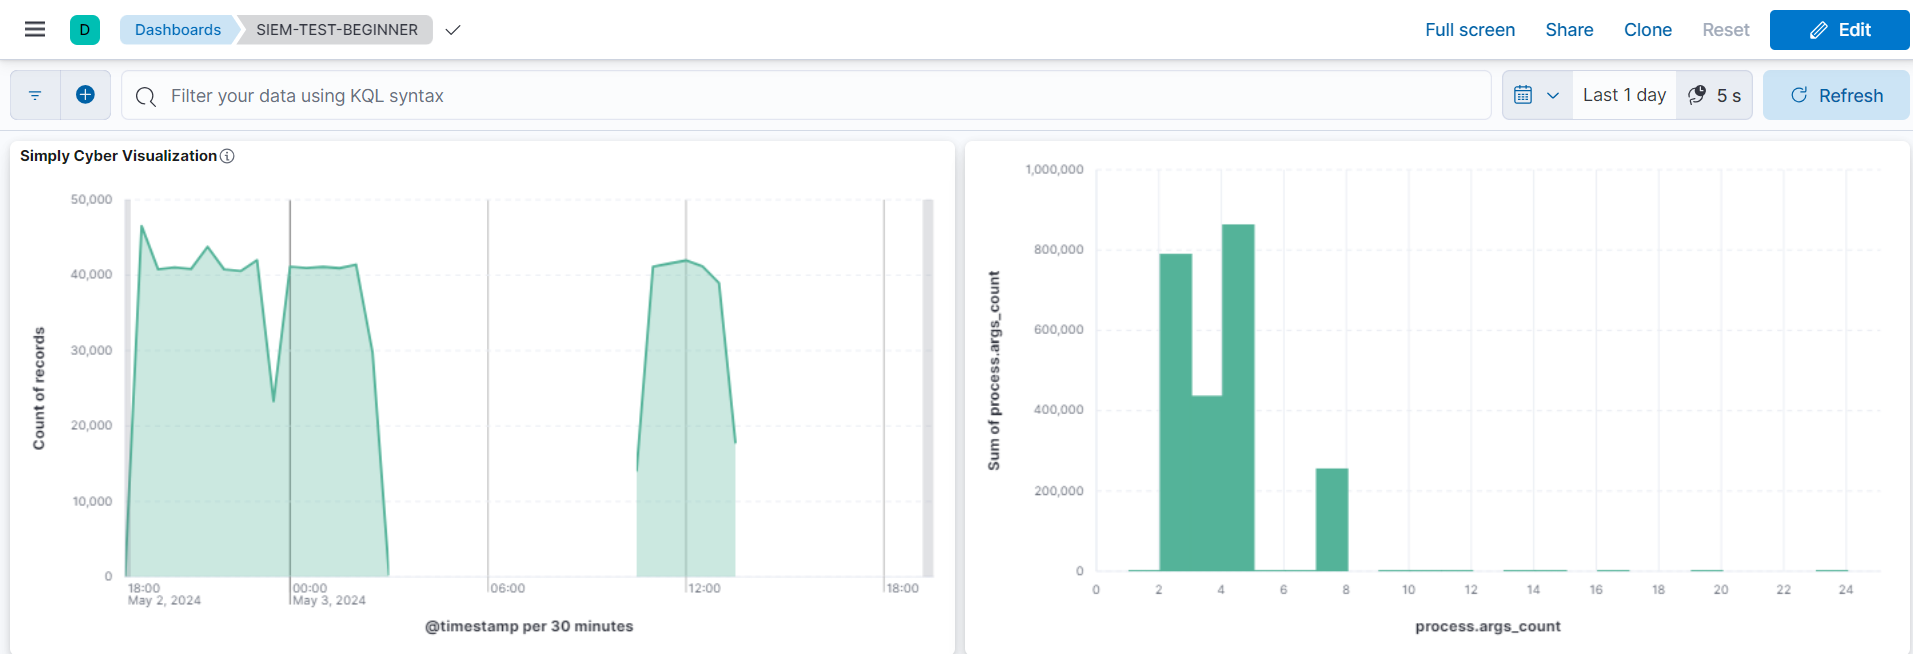 D Dashboards SIEM-TEST-BEGINNER Full screen Share Clone Reset Edit
Filter your data using KQL syntax Last 1 day 5 s Refresh
Simply Cyber Visualization
Count of records
50,000
40,000
30,000
20,000
10,000
0
18:00 00:00 06:00 12:00 18:00
May 2, 2024 May 3, 2024
@timestamp per 30 minutes
Sum of process.args_count
1,000,000
800,000
600,000
400,000
200,000
0
0 2 4 6 8 10 12 14 16 18 20 22 24
process.args_count